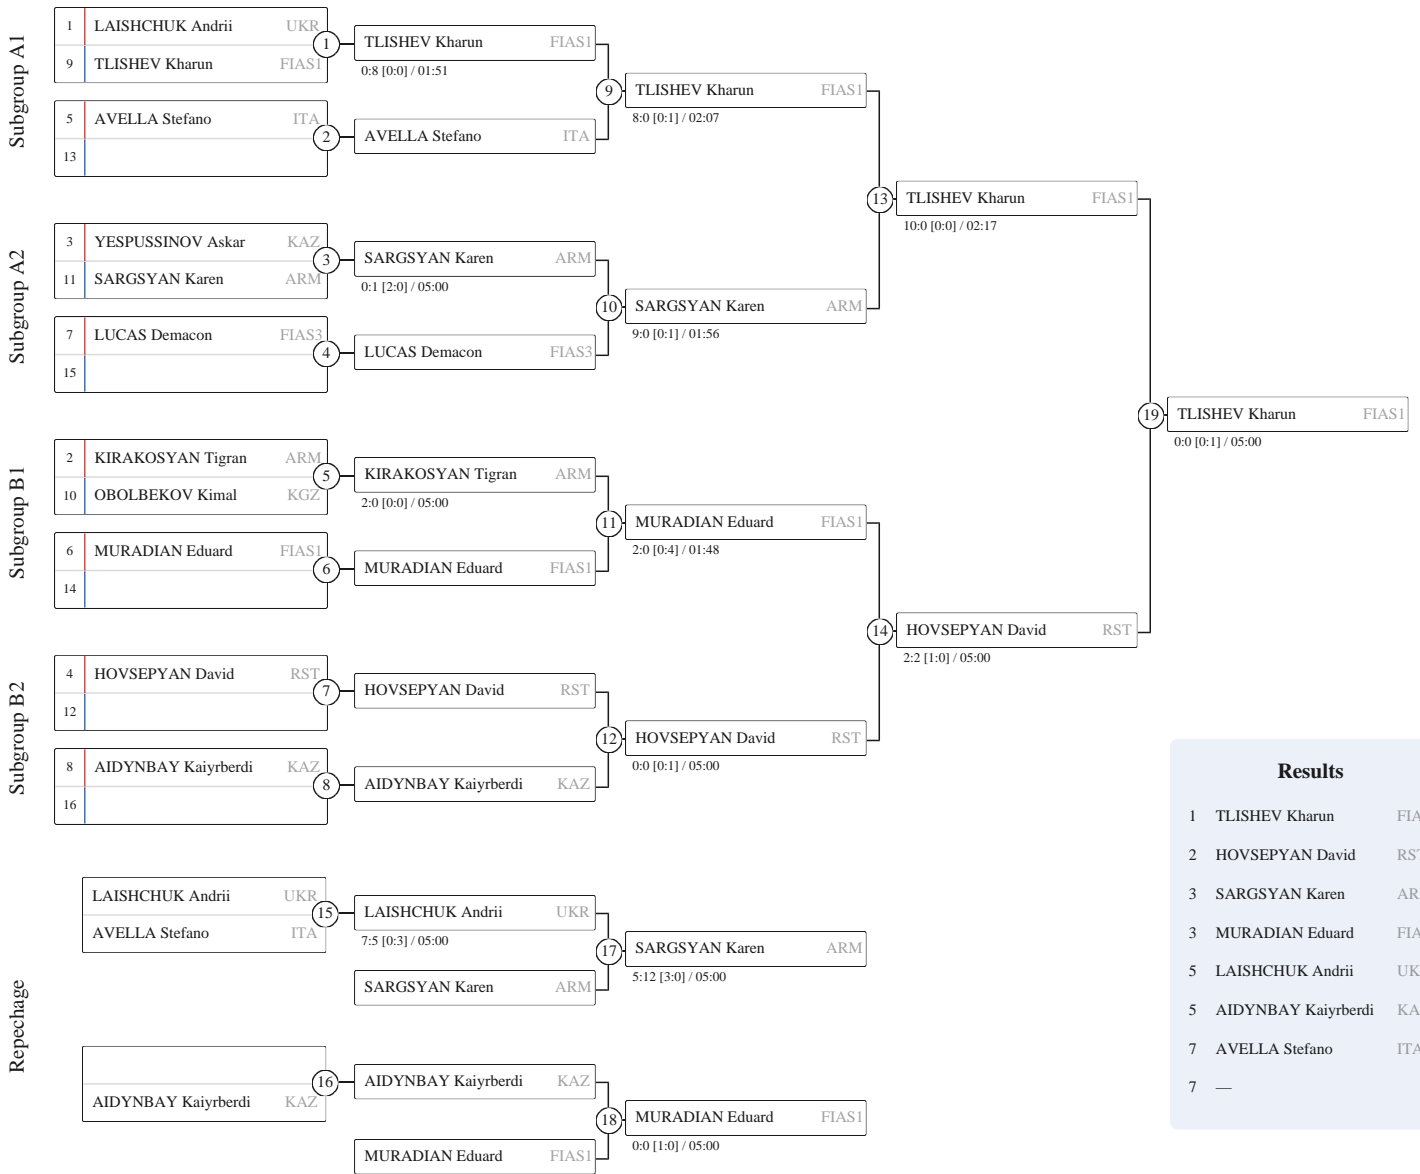 Subgroup A1
1 LAISHCHUK Andrii UKR
9 TLISHEV Kharun FIAS1
1
5 AVELLA Stefano ITA
13
2
TLISHEV Kharun FIAS1
0:8 [0:0] / 01:51
AVELLA Stefano ITA
9
TLISHEV Kharun FIAS1
8:0 [0:1] / 02:07
Subgroup A2
3 YESPUSSINOV Askar KAZ
11 SARGSYAN Karen ARM
3
7 LUCAS Demacon FIAS3
15
4
SARGSYAN Karen ARM
0:1 [2:0] / 05:00
LUCAS Demacon FIAS3
10
SARGSYAN Karen ARM
9:0 [0:1] / 01:56
13
TLISHEV Kharun FIAS1
10:0 [0:0] / 02:17
Subgroup B1
2 KIRAKOSYAN Tigran ARM
10 OBOLBEKOV Kimal KGZ
5
6 MURADIAN Eduard FIAS1
14
6
KIRAKOSYAN Tigran ARM
2:0 [0:0] / 05:00
MURADIAN Eduard FIAS1
11
MURADIAN Eduard FIAS1
2:0 [0:4] / 01:48
Subgroup B2
4 HOVSEPYAN David RST
12
7
8 AIDYNBAY Kaiyrberdi KAZ
16
8
HOVSEPYAN David RST
AIDYNBAY Kaiyrberdi KAZ
12
HOVSEPYAN David RST
0:0 [0:1] / 05:00
14
HOVSEPYAN David RST
2:2 [1:0] / 05:00
19
TLISHEV Kharun FIAS1
0:0 [0:1] / 05:00
Repechage
LAISHCHUK Andrii UKR
AVELLA Stefano ITA
15
LAISHCHUK Andrii UKR
7:5 [0:3] / 05:00
SARGSYAN Karen ARM
17
SARGSYAN Karen ARM
5:12 [3:0] / 05:00
AIDYNBAY Kaiyrberdi KAZ
16
AIDYNBAY Kaiyrberdi KAZ
MURADIAN Eduard FIAS1
18
MURADIAN Eduard FIAS1
0:0 [1:0] / 05:00
Results
1 TLISHEV Kharun FIA
2 HOVSEPYAN David RST
3 SARGSYAN Karen AR
3 MURADIAN Eduard FIA
5 LAISHCHUK Andrii UK
5 AIDYNBAY Kaiyrberdi KA
7 AVELLA Stefano ITA
7 —